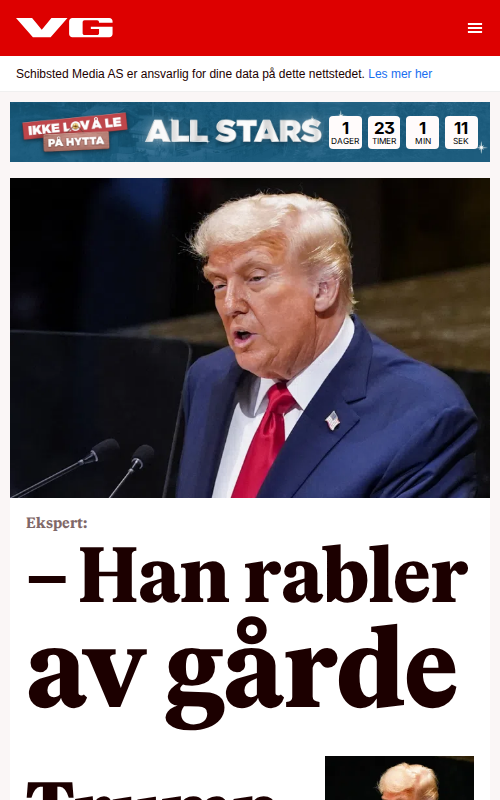 VG
Schibsted Media AS er ansvarlig for dine data på dette nettstedet. Les mer her
IKKE LOV Å LE
PÅ HYTTA
ALL STARS
1 23 1 11
DAGER TIMER MIN SEK
Ekspert:
– Han rabler
av gårde
Trump